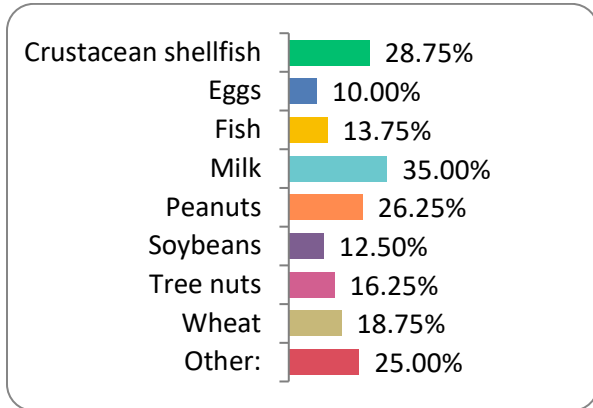 Crustacean shellfish 28.75%
Eggs 10.00%
Fish 13.75%
Milk 35.00%
Peanuts 26.25%
Soybeans 12.50%
Tree nuts 16.25%
Wheat 18.75%
Other: 25.00%